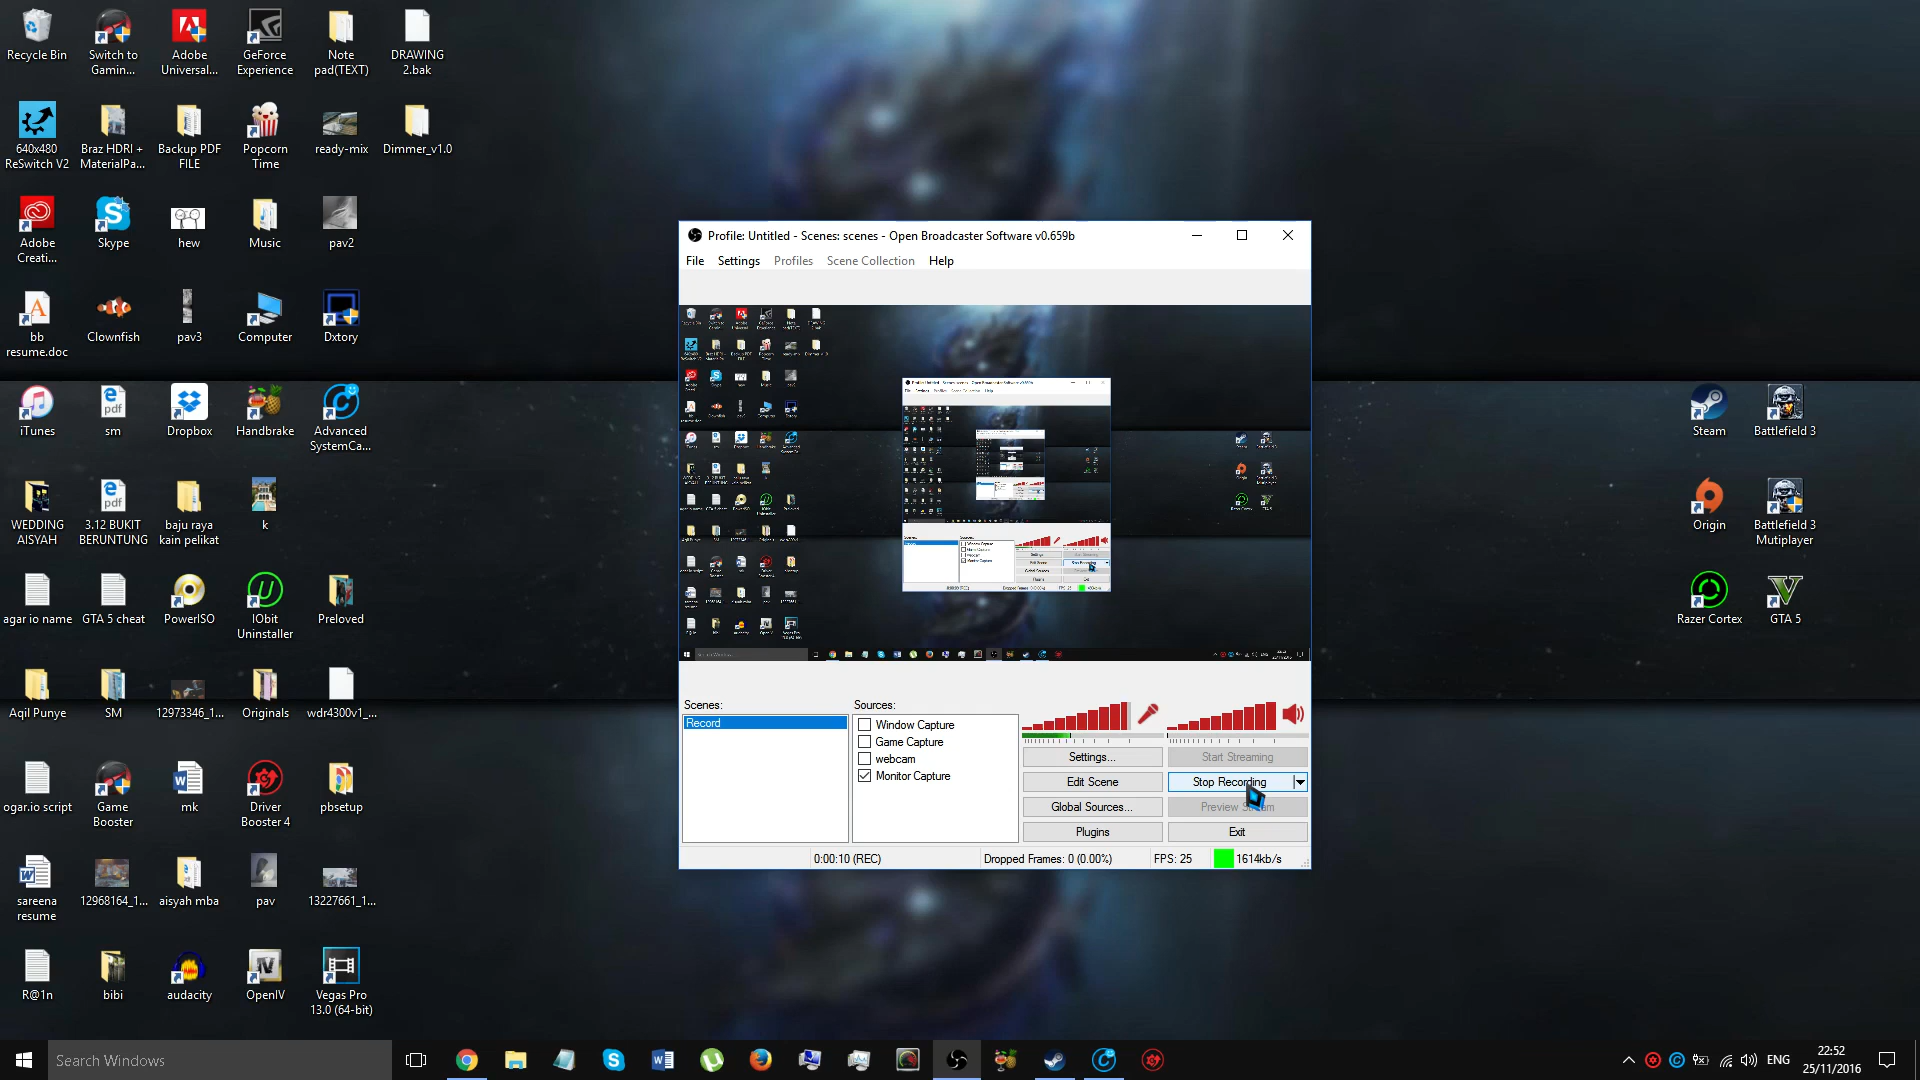 Recycle Bin
Switch to
Gamin...
Adobe
Universal...
GeForce
Experience
Note
pad(TEXT)
DRAWING
2.bak
640x480
ReSwitch V2
Braz HDRI +
MaterialPa...
Backup PDF
FILE
Popcorn
Time
ready-mix
Dimmer_v1.0
Adobe
Creati...
Skype
hew
Music
pav2
bb
resume.doc
Clownfish
pav3
Computer
Dxtory
iTunes
sm
Dropbox
Handbrake
Advanced
SystemCa...
WEDDING
AISYAH
3.12 BUKIT
BERUNTUNG
baju raya
kain pelikat
k
agar io name
GTA 5 cheat
PowerISO
IObit
Uninstaller
Preloved
Aqil Punye
SM
12973346_1...
Originals
wdr4300v1_...
ogar.io script
Game
Booster
mk
Driver
Booster 4
pbsetup
sareena
resume
12968164_1...
aisyah mba
pav
13227661_1...
R@1n
bibi
audacity
OpenIV
Vegas Pro
13.0 (64-bit)
Steam
Battlefield 3
Origin
Battlefield 3
Mutiplayer
Razer Cortex
GTA 5
Profile: Untitled - Scenes: scenes - Open Broadcaster Software v0.659b
File Settings Profiles Scene Collection Help
Scenes:
Record
Sources:
Window Capture
Game Capture
webcam
Monitor Capture
Settings...
Start Streaming
Edit Scene
Stop Recording
Global Sources...
Preview Stream
Plugins
Exit
0:00:10 (REC)
Dropped Frames: 0 (0.00%)
FPS: 25
1614kb/s
Search Windows
ENG
22:52
25/11/2016